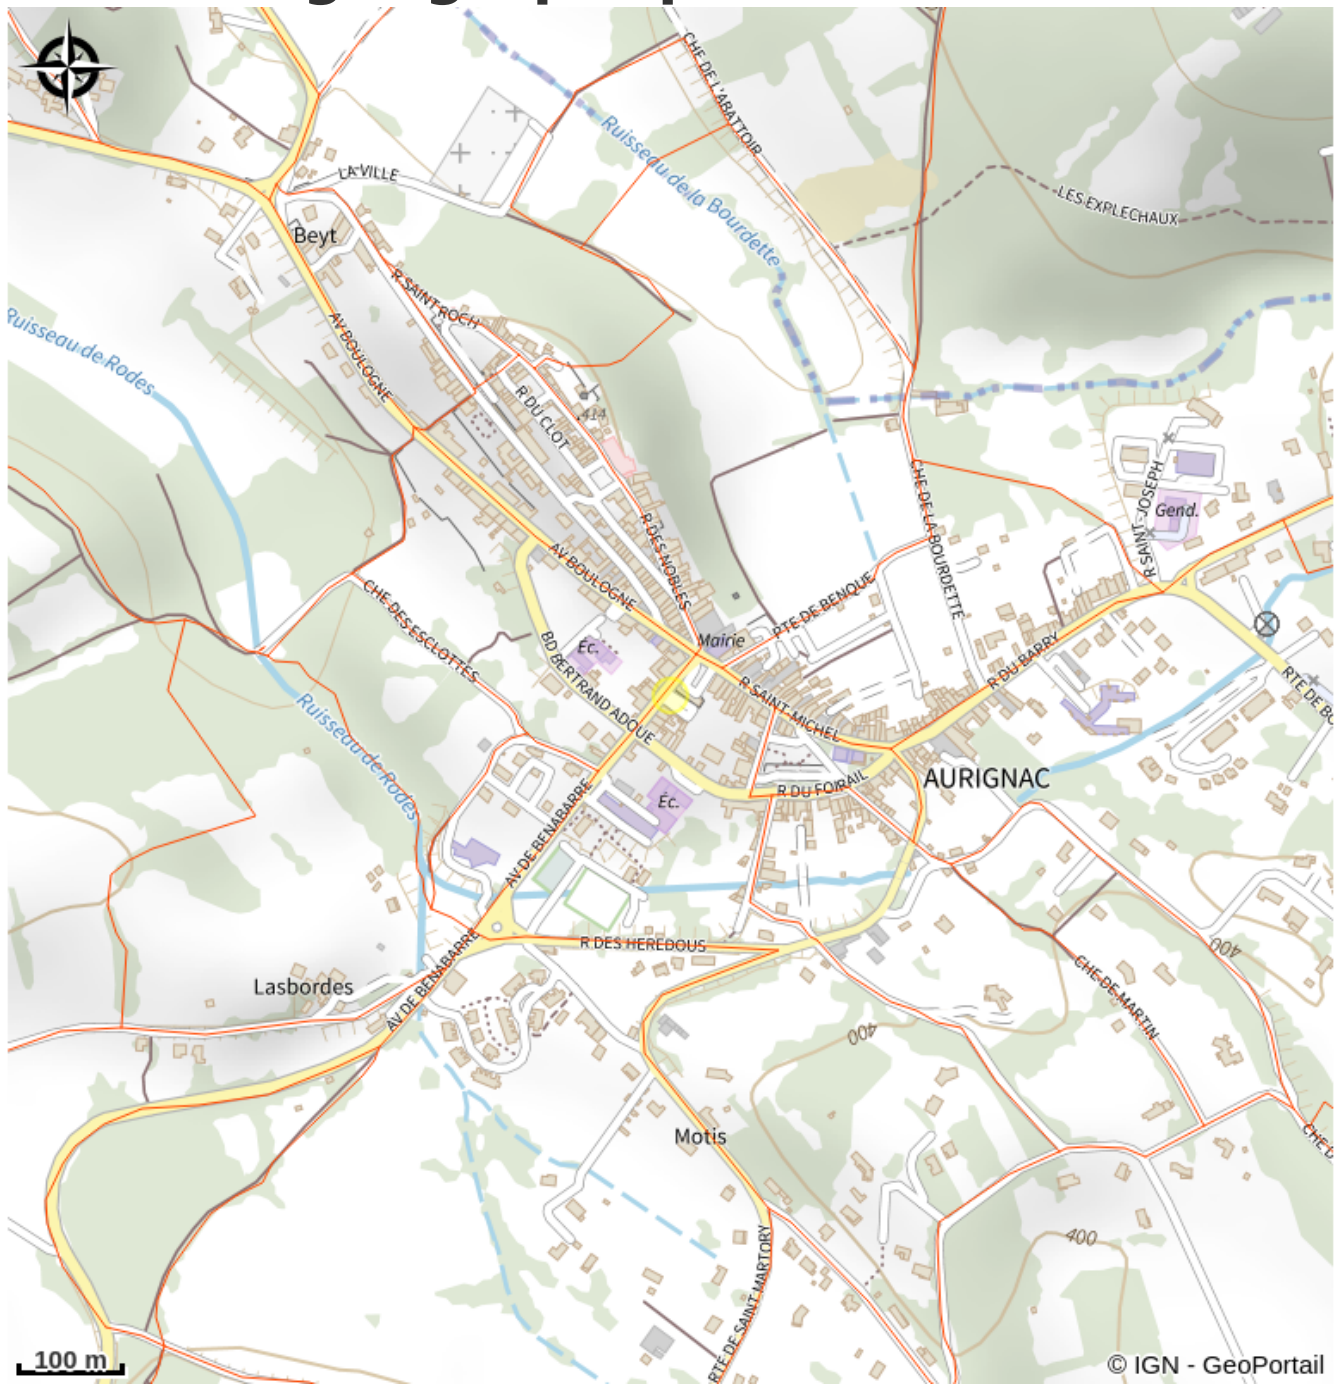 CHE DE L'ABATTOIR
Ruisseau de la Bourdette
LA VILLE
LES EXPLECHAUX
Beyt
R SAINT ROCH
Ruisseau de Rodes
AV BOULOGNE
R DU CLOT
414
R SAINT-JOSEPH
Gend.
CHE DE LA BOURDETTE
R DES NOBLES
AV BOULOGNE
PTE DE BENQUE
CHE DES ESCLOTTES
Mairie
Éc.
BD BERTRAND ADOUE
R DU BARRY
R SAINT MICHEL
Ruisseau de Rodes
AURIGNAC
R DU FOIRAIL
Éc.
AV DE BENABARRE
R DES HEREDOUS
400
Lasbordes
AV DE BENABARRE
CHE DE MARTIN
400
Motis
400
RTE DE SAINT MARTORY
100 m
© IGN - GeoPortail